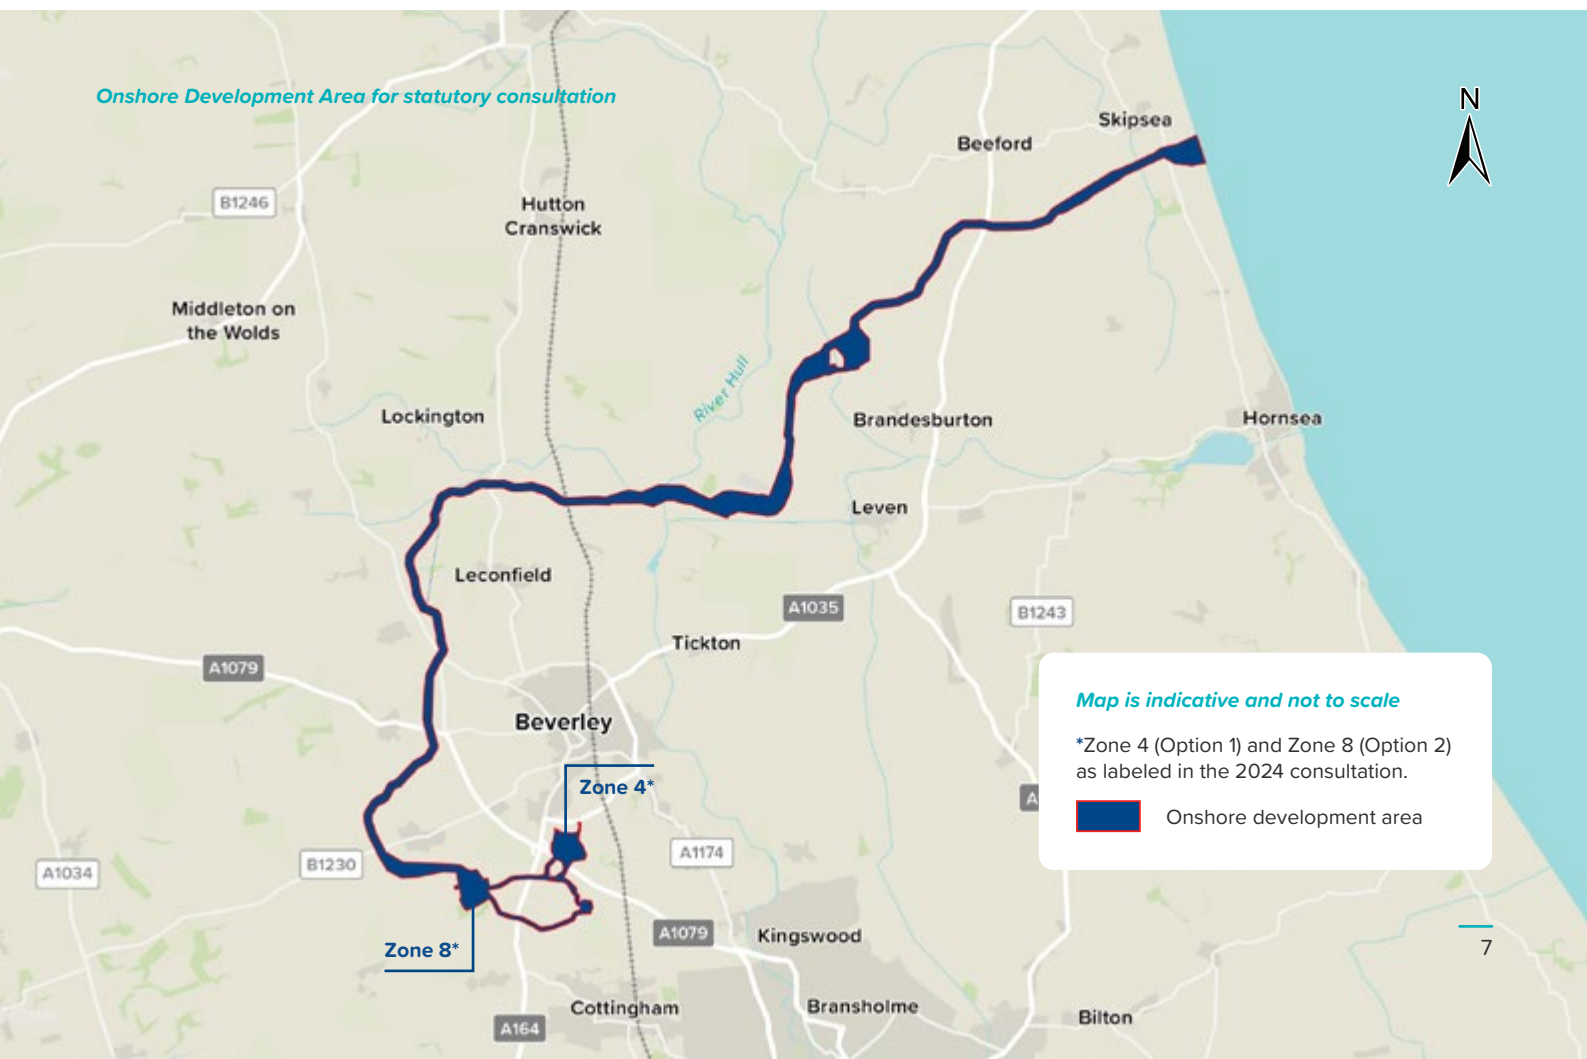 Onshore Development Area for statutory consultation
N
Skipsea
Beeford
B1246
Hutton
Cranswick
Middleton on
the Wolds
River Hull
Lockington
Brandesburton
Hornsea
Leven
Leconfield
A1035
B1243
Tickton
A1079
Beverley
Map is indicative and not to scale
*Zone 4 (Option 1) and Zone 8 (Option 2)
as labeled in the 2024 consultation.
Onshore development area
Zone 4*
A
A1174
B1230
A1034
A1079
Kingswood
Zone 8*
7
Cottingham
Bransholme
Bilton
A164